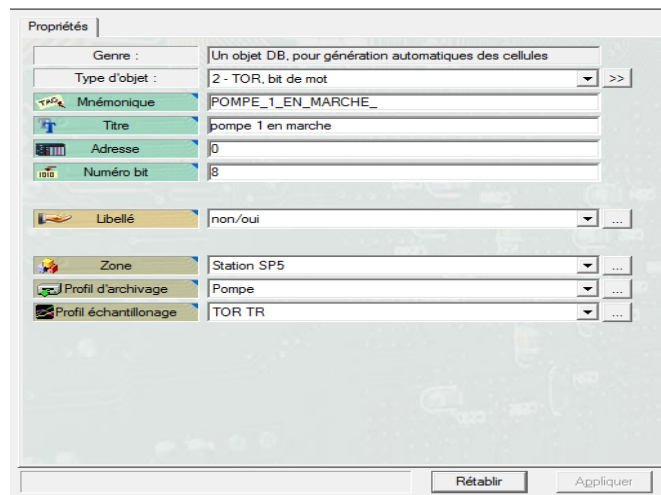 Propriétés
Genre : Un objet DB, pour génération automatiques des cellules
Type d'objet : 2 - TOR, bit de mot >>
Mnémonique POMPE_1_EN_MARCHE_
Titre pompe 1 en marche
Adresse 0
Numéro bit 8
Libellé non/oui ...
Zone Station SP5 ...
Profil d'archivage Pompe ...
Profil échantillonage TOR TR ...
Rétablir Appliquer